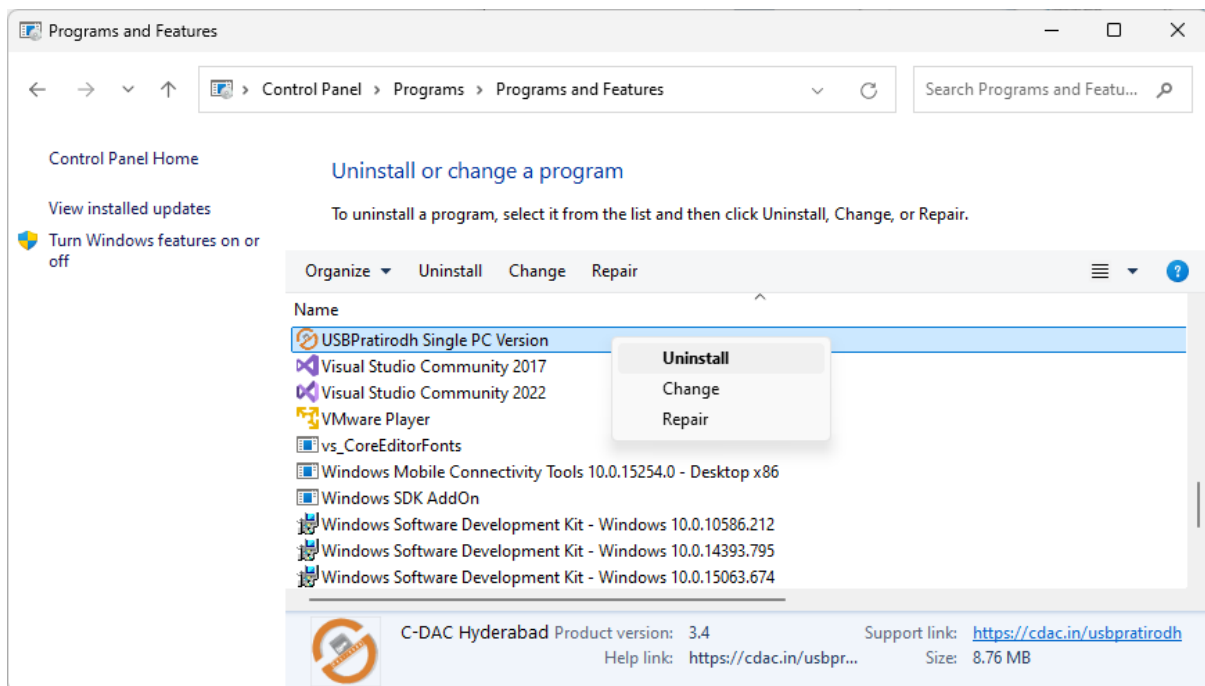 Programs and Features
Control Panel > Programs > Programs and Features
Search Programs and Featu...
Control Panel Home
View installed updates
Turn Windows features on or
off
Uninstall or change a program
To uninstall a program, select it from the list and then click Uninstall, Change, or Repair.
Organize Uninstall Change Repair
Name
USBPratirodh Single PC Version
Uninstall
Change
Repair
Visual Studio Community 2017
Visual Studio Community 2022
VMware Player
vs_CoreEditorFonts
Windows Mobile Connectivity Tools 10.0.15254.0 - Desktop x86
Windows SDK AddOn
Windows Software Development Kit - Windows 10.0.10586.212
Windows Software Development Kit - Windows 10.0.14393.795
Windows Software Development Kit - Windows 10.0.15063.674
C-DAC Hyderabad Product version: 3.4 Support link: https://cdac.in/usbpratirodh
Help link: https://cdac.in/usbpr... Size: 8.76 MB